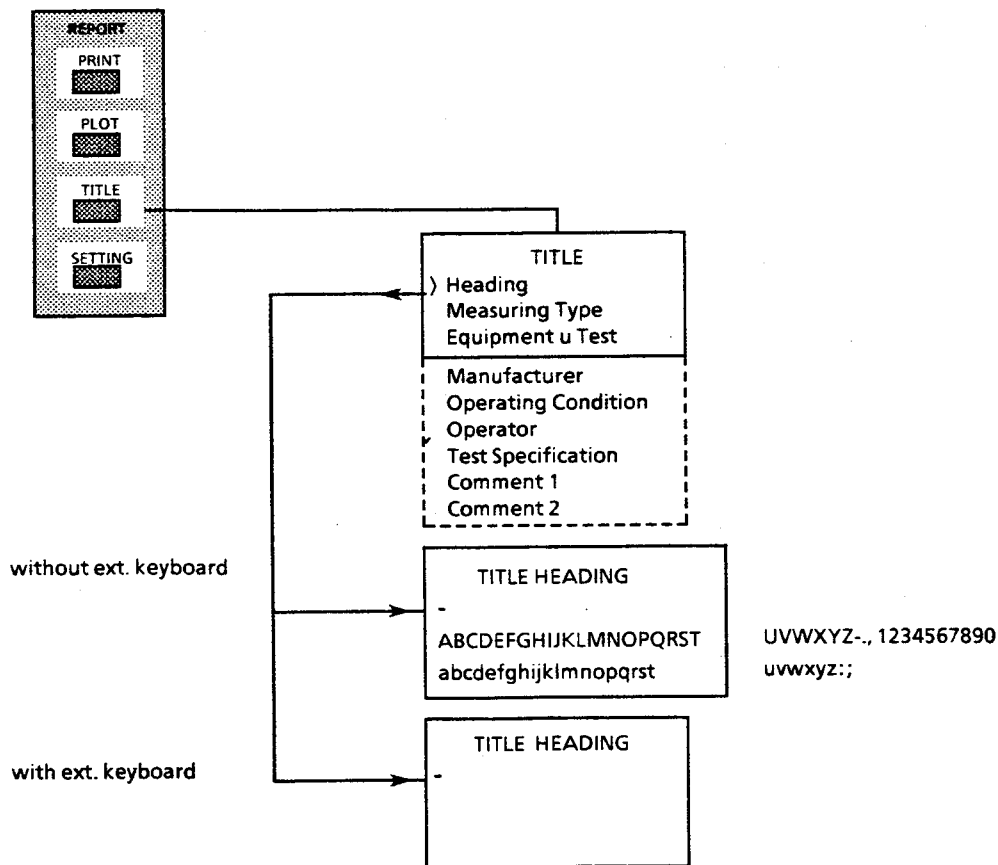 REPORT
PRINT
PLOT
TITLE
SETTING
TITLE
⟩ Heading
Measuring Type
Equipment u Test
Manufacturer
Operating Condition
Operator
Test Specification
Comment 1
Comment 2
without ext. keyboard
TITLE HEADING
-
ABCDEFGHIJKLMNOPQRST UVWXYZ-., 1234567890
abcdefghijklmnopqrst uvwxyz:;
with ext. keyboard
TITLE HEADING
-